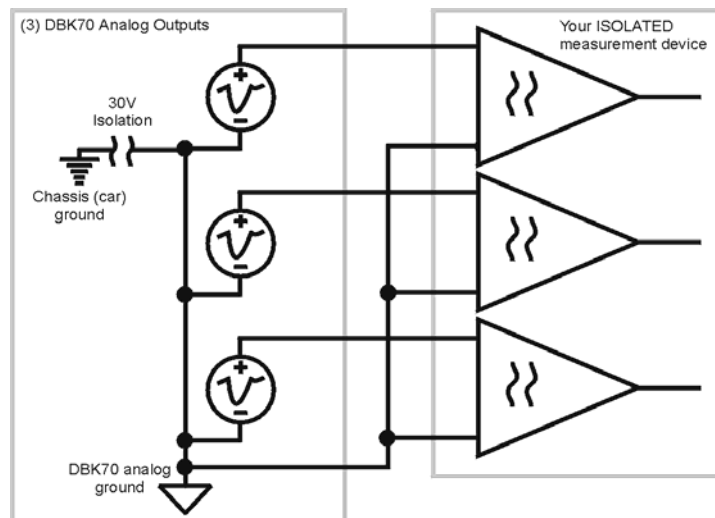 (3) DBK70 Analog Outputs
Your ISOLATED
measurement device
30V
Isolation
Chassis (car)
ground
DBK70 analog
ground